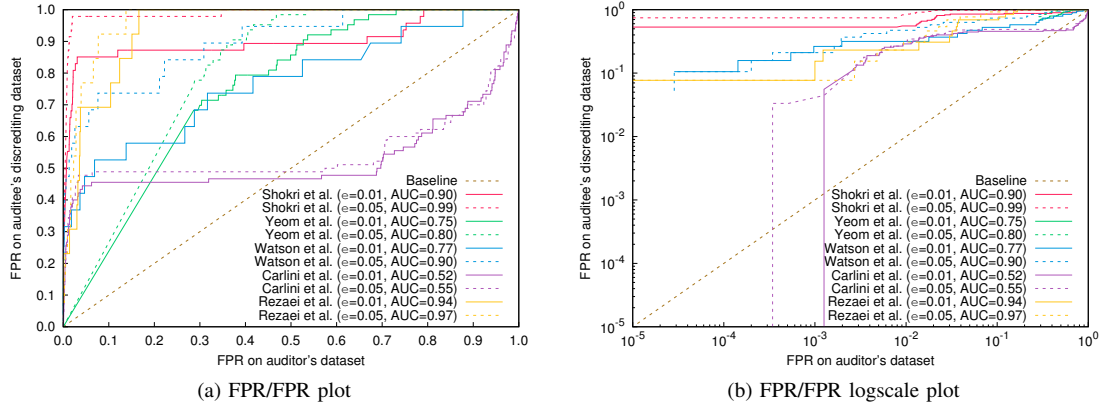 FPR on auditee's discrediting dataset
1.0
0.9
0.8
0.7
0.6
0.5
0.4
0.3
0.2
0.1
0.0
Baseline
Shokri et al. (e=0.01, AUC=0.90)
Shokri et al. (e=0.05, AUC=0.99)
Yeom et al. (e=0.01, AUC=0.75)
Yeom et al. (e=0.05, AUC=0.80)
Watson et al. (e=0.01, AUC=0.77)
Watson et al. (e=0.05, AUC=0.90)
Carlini et al. (e=0.01, AUC=0.52)
Carlini et al. (e=0.05, AUC=0.55)
Rezaei et al. (e=0.01, AUC=0.94)
Rezaei et al. (e=0.05, AUC=0.97)
0.0 0.1 0.2 0.3 0.4 0.5 0.6 0.7 0.8 0.9 1.0
FPR on auditor's dataset
(a) FPR/FPR plot
FPR on auditee's discrediting dataset
10^0
10^-1
10^-2
10^-3
10^-4
10^-5
Baseline
Shokri et al. (e=0.01, AUC=0.90)
Shokri et al. (e=0.05, AUC=0.99)
Yeom et al. (e=0.01, AUC=0.75)
Yeom et al. (e=0.05, AUC=0.80)
Watson et al. (e=0.01, AUC=0.77)
Watson et al. (e=0.05, AUC=0.90)
Carlini et al. (e=0.01, AUC=0.52)
Carlini et al. (e=0.05, AUC=0.55)
Rezaei et al. (e=0.01, AUC=0.94)
Rezaei et al. (e=0.05, AUC=0.97)
10^-5 10^-4 10^-3 10^-2 10^-1 10^0
FPR on auditor's dataset
(b) FPR/FPR logscale plot